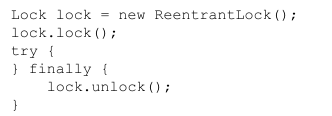 Lock lock = new ReentrantLock();
lock.lock();
try {
} finally {
    lock.unlock();
}